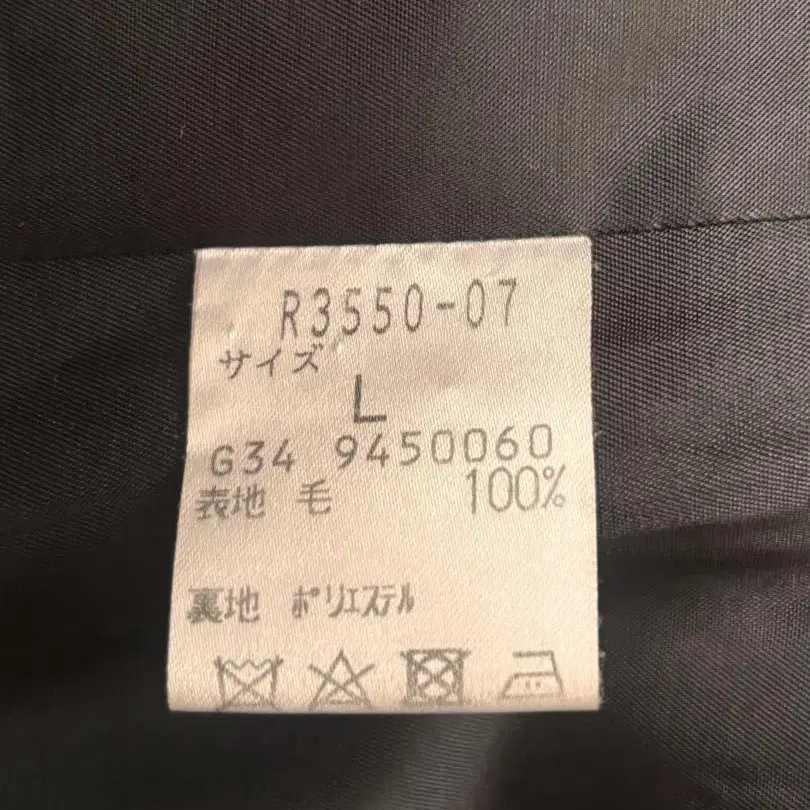 R3550-07
サイズ
L
G34 9450060
表地 毛 100%
裏地 ポリエステル